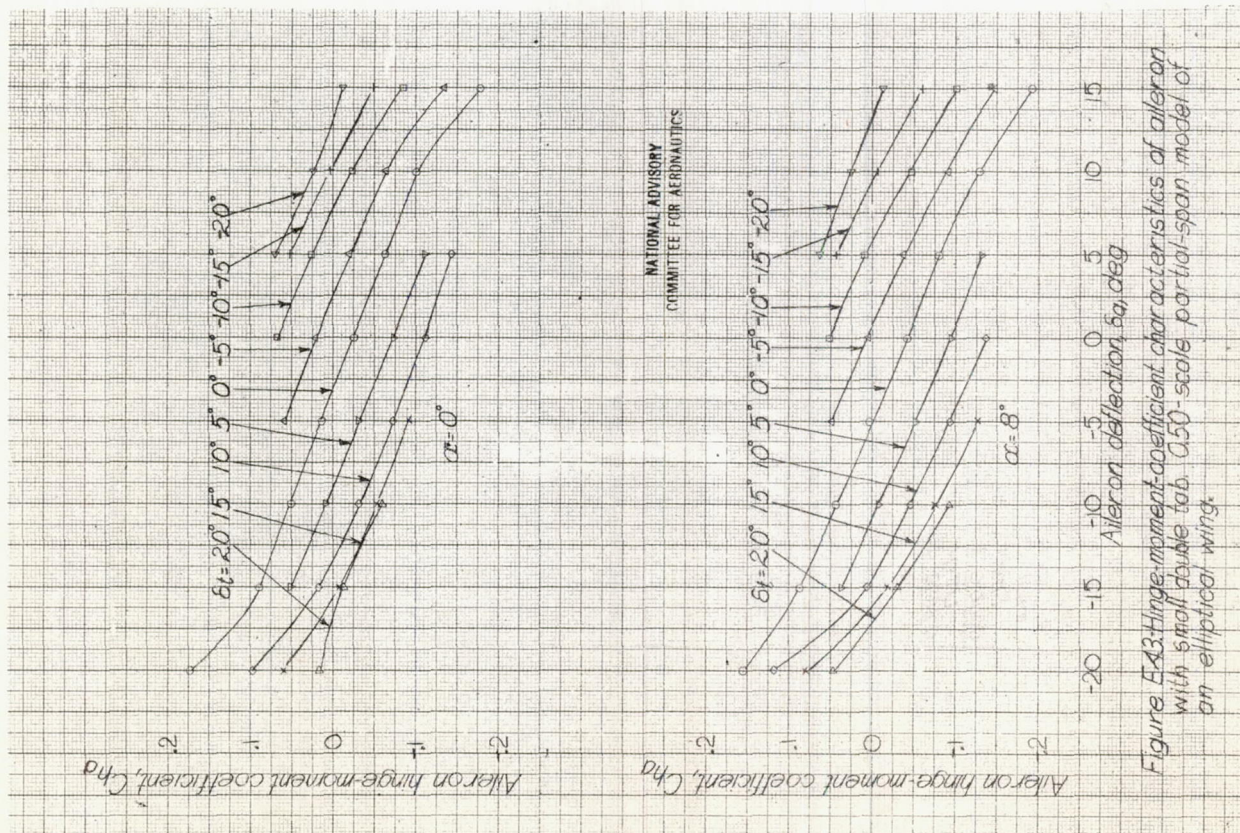 δt=20° 15° 10° 5° 0° -5° -10° -15° -20°
α=0°
Aileron hinge-moment coefficient, Cha
.2
.1
0
-.1
-.2
NATIONAL ADVISORY
COMMITTEE FOR AERONAUTICS
δt=20° 15° 10° 5° 0° -5° -10° -15° -20°
α=8°
Aileron hinge-moment coefficient, Cha
.2
.1
0
-.1
-.2
-20 -15 -10 -5 0 5 10 15
Aileron deflection, δa, deg
Figure E43.-Hinge-moment-coefficient characteristics of aileron
with small double tab. 0.50-scale partial-span model of
an elliptical wing.